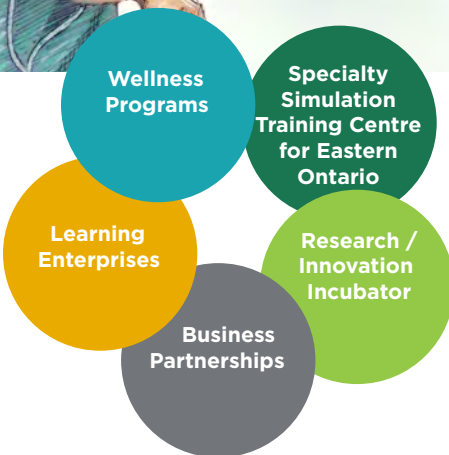 Wellness
Programs
Specialty
Simulation
Training Centre
for Eastern
Ontario
Learning
Enterprises
Research /
Innovation
Incubator
Business
Partnerships